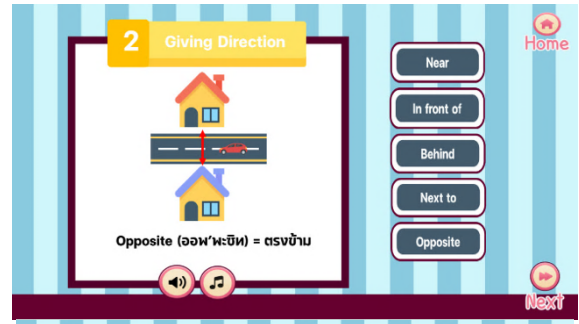 2 Giving Direction
Opposite (ออพ’พะซิท) = ตรงข้าม
Near
In front of
Behind
Next to
Opposite
Home
Next